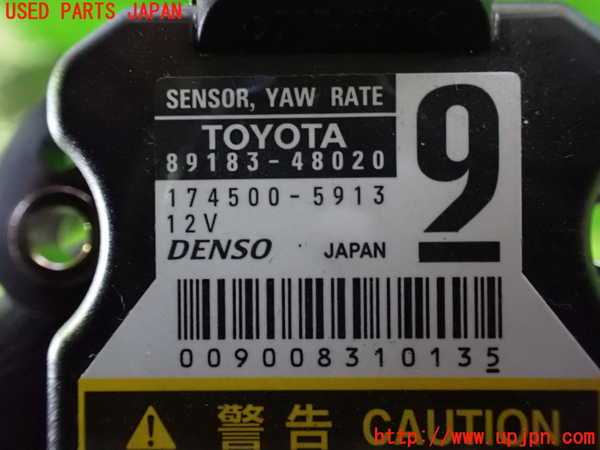 USED PARTS JAPAN
SENSOR, YAW RATE
TOYOTA
89183-48020
9
174500-5913
12V
DENSO JAPAN
009008310135
警告 CAUTION
http://www.upjpn.com